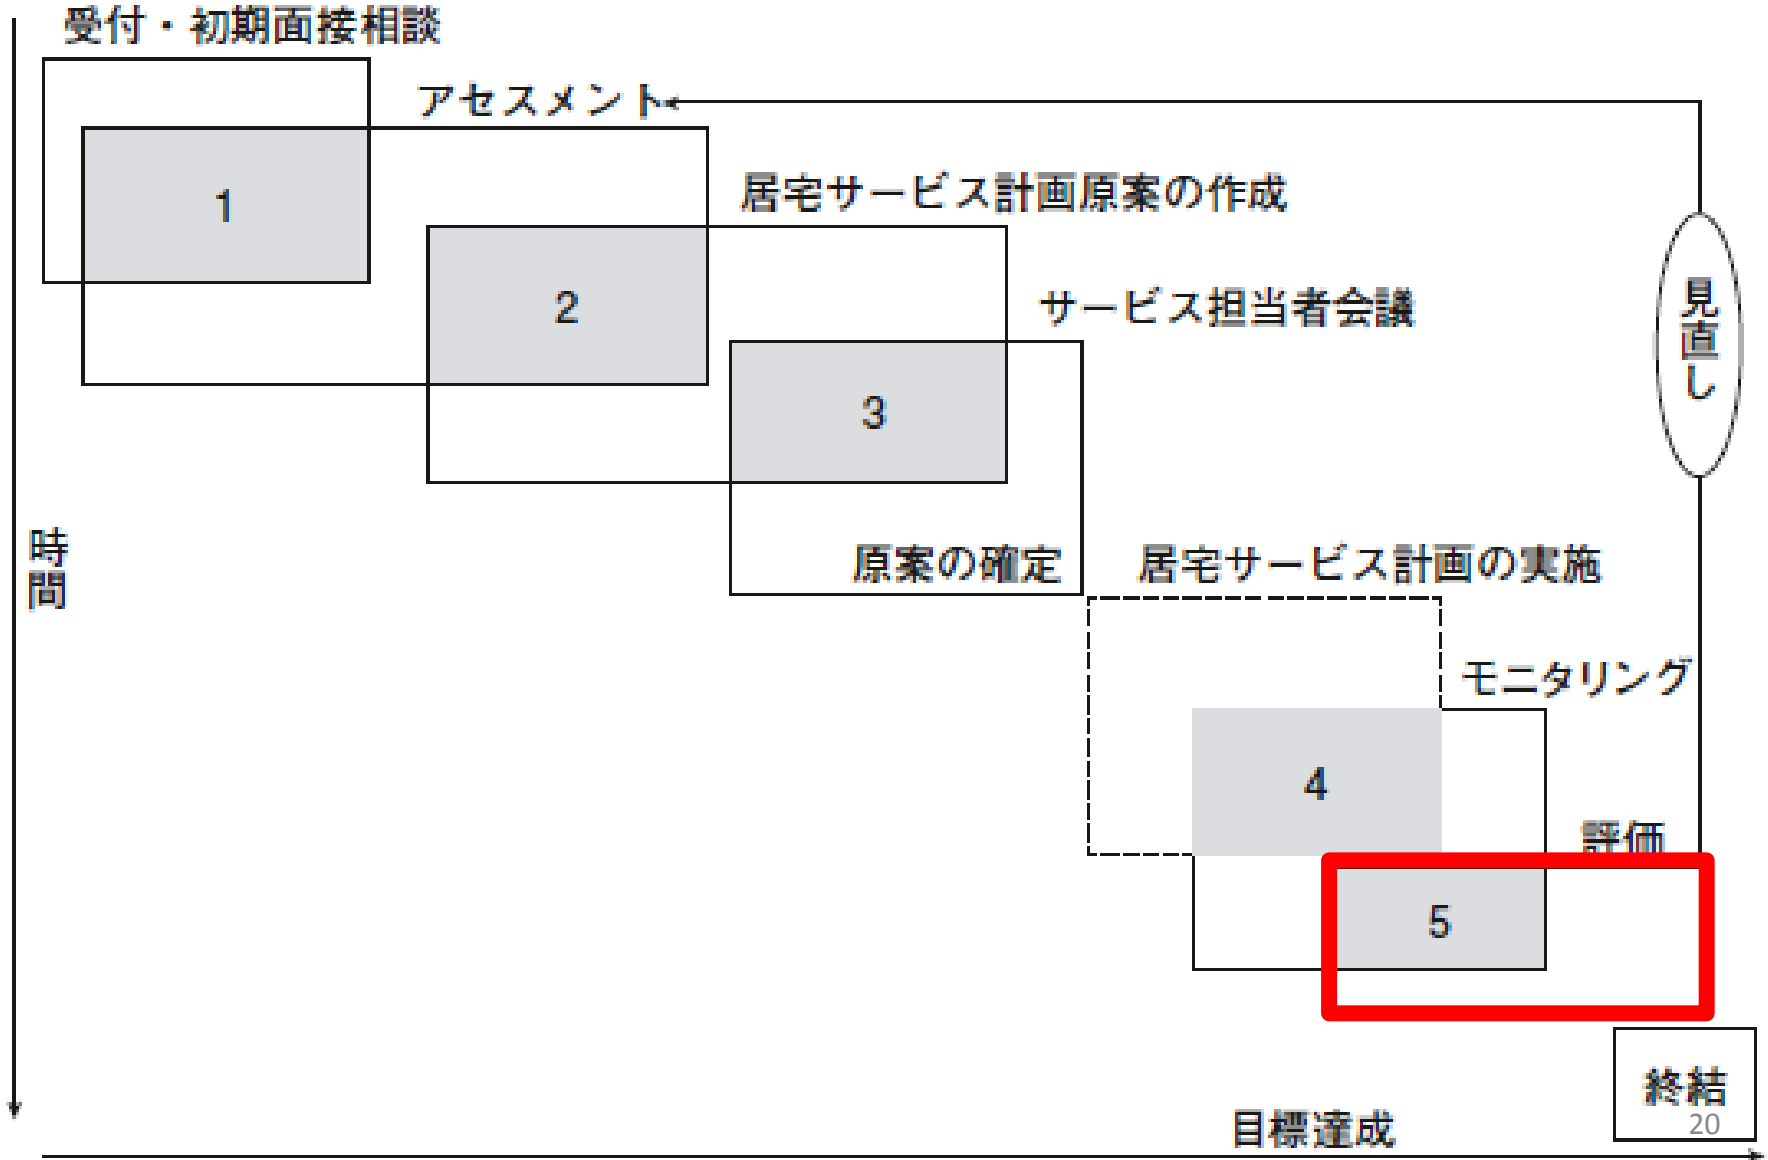 受付・初期面接相談
アセスメント
1
居宅サービス計画原案の作成
2
サービス担当者会議
3
見直し
時間
原案の確定
居宅サービス計画の実施
モニタリング
4
評価
5
終結
20
目標達成